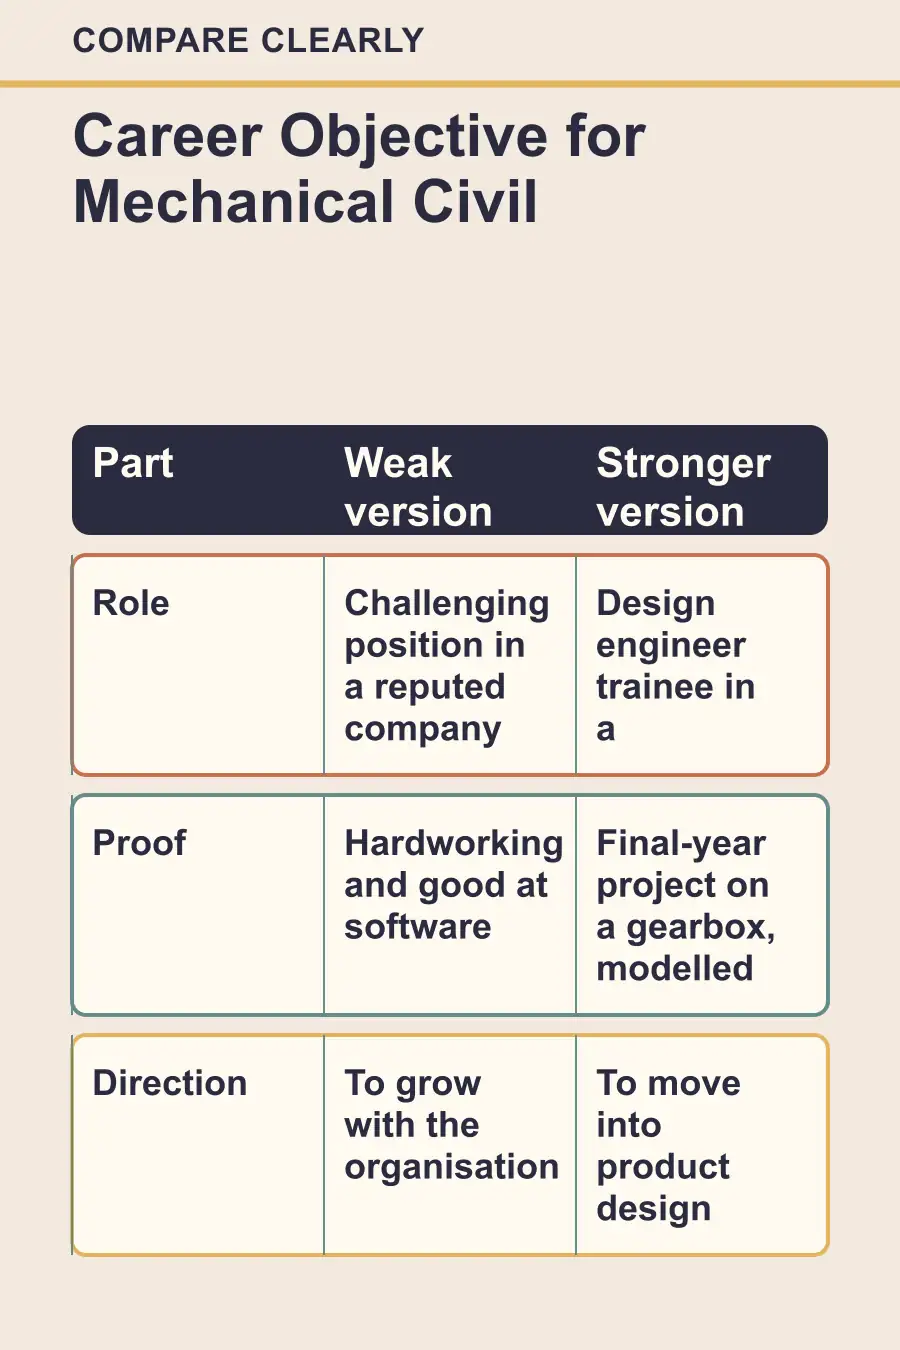 COMPARE CLEARLY
Career Objective for
Mechanical Civil
Part
Weak
version
Stronger
version
Role
Challenging
position in
a reputed
company
Design
engineer
trainee in
a
Proof
Hardworking
and good at
software
Final-year
project on
a gearbox,
modelled
Direction
To grow
with the
organisation
To move
into
product
design